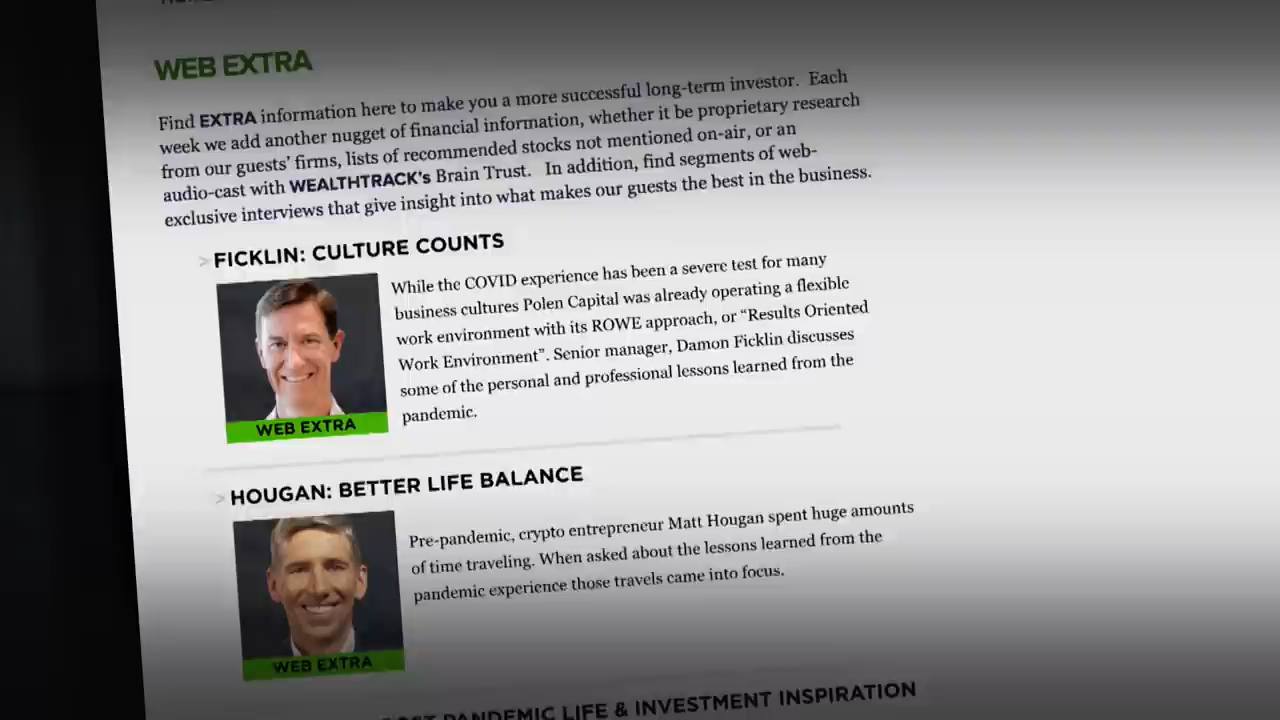 WEB EXTRA
Find EXTRA information here to make you a more successful long-term investor. Each
week we add another nugget of financial information, whether it be proprietary research
from our guests' firms, lists of recommended stocks not mentioned on-air, or an
audio-cast with WEALTHTRACK's Brain Trust. In addition, find segments of web-
exclusive interviews that give insight into what makes our guests the best in the business.
> FICKLIN: CULTURE COUNTS
While the COVID experience has been a severe test for many
business cultures Polen Capital was already operating a flexible
work environment with its ROWE approach, or “Results Oriented
Work Environment”. Senior manager, Damon Ficklin discusses
some of the personal and professional lessons learned from the
pandemic.
WEB EXTRA
> HOUGAN: BETTER LIFE BALANCE
Pre-pandemic, crypto entrepreneur Matt Hougan spent huge amounts
of time traveling. When asked about the lessons learned from the
pandemic experience those travels came into focus.
WEB EXTRA
PANDEMIC LIFE & INVESTMENT INSPIRATION